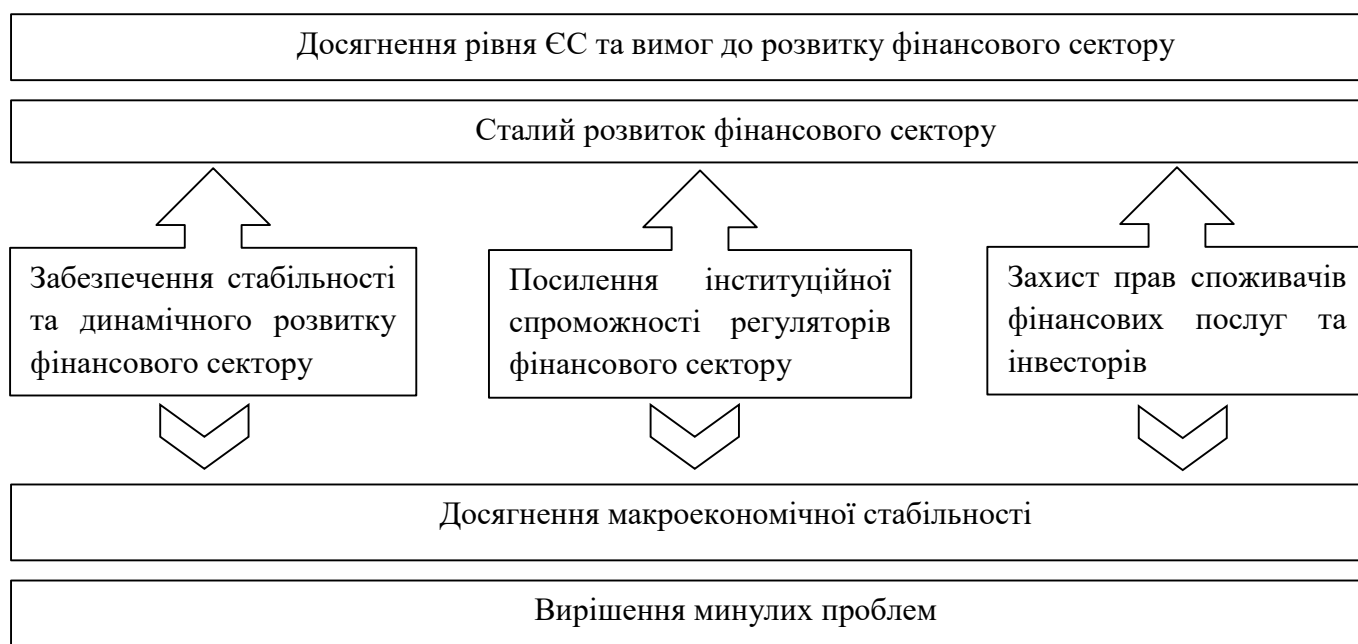 Досягнення рівня ЄС та вимог до розвитку фінансового сектору
Сталий розвиток фінансового сектору
Забезпечення стабільності
та динамічного розвитку
фінансового сектору
Посилення інституційної
спроможності регуляторів
фінансового сектору
Захист прав споживачів
фінансових послуг та
інвесторів
Досягнення макроекономічної стабільності
Вирішення минулих проблем